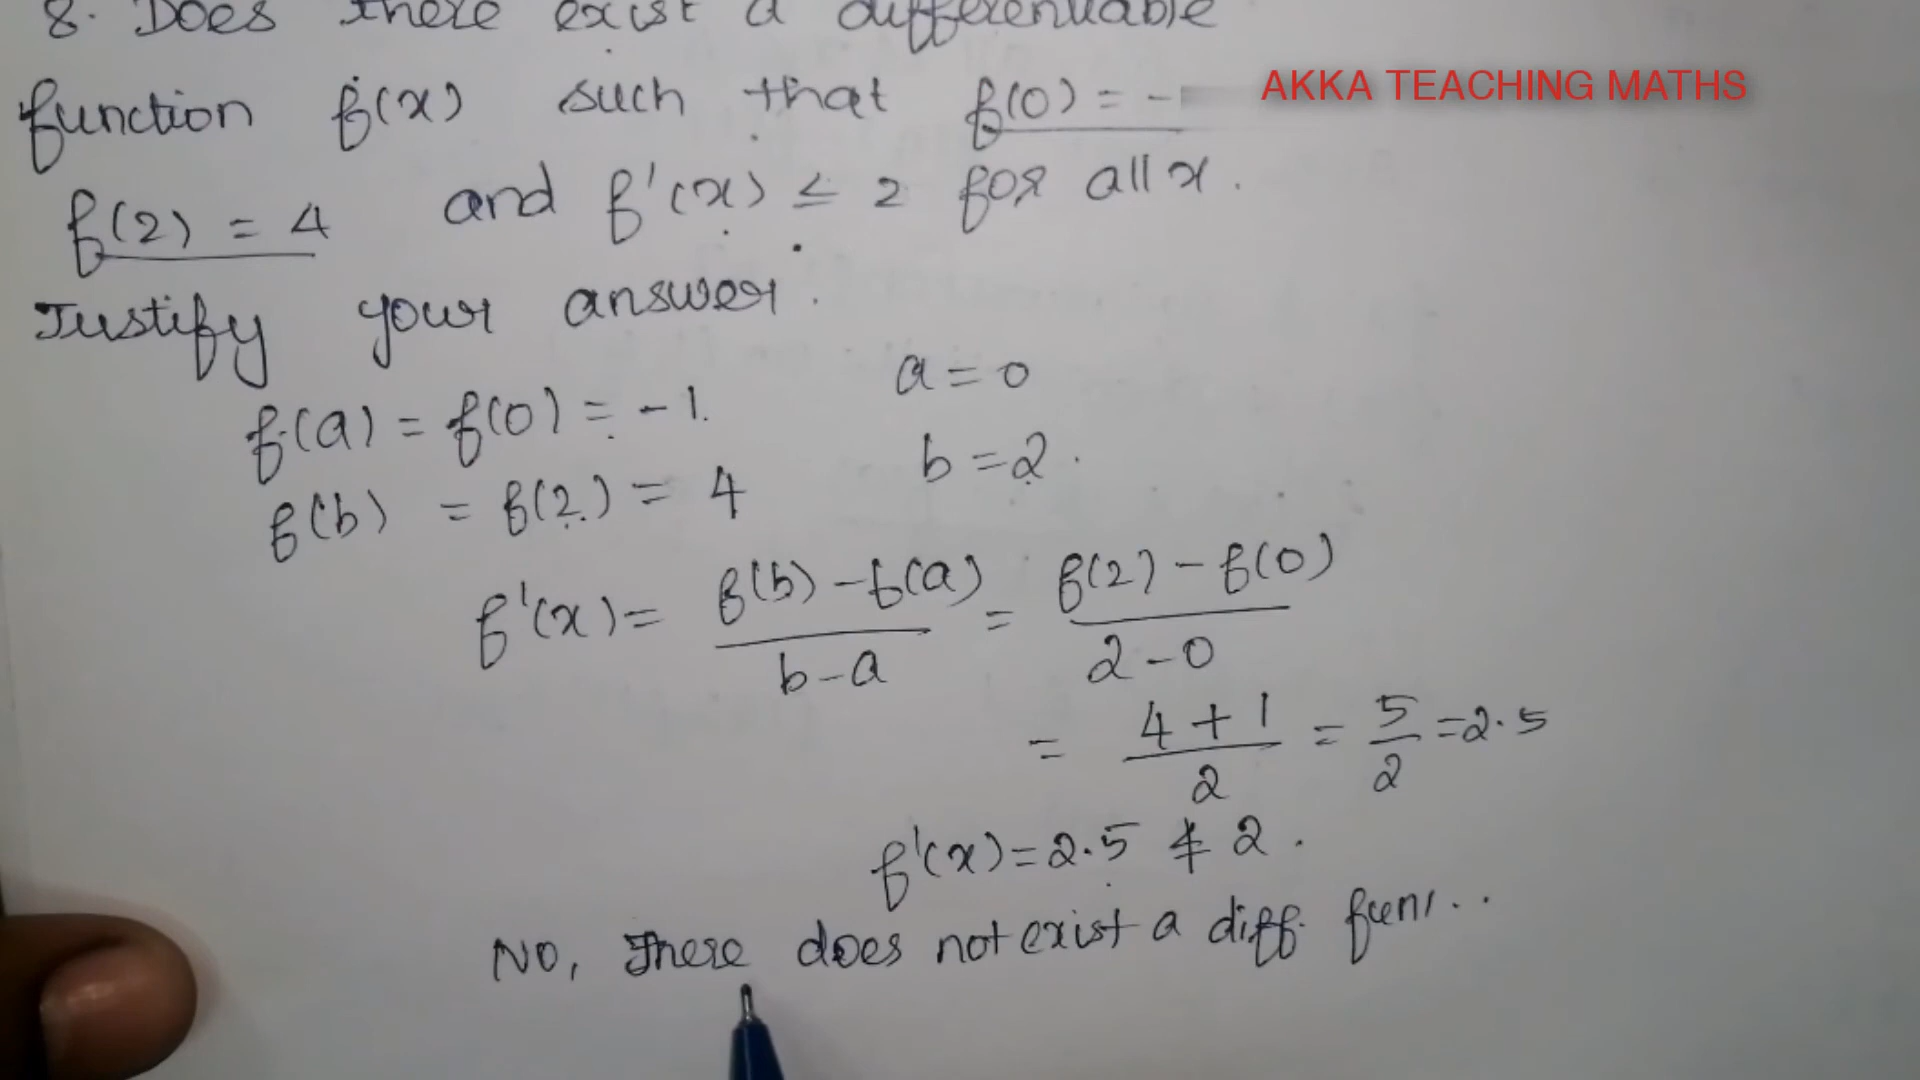 8. Does there exist a differentiable
function f(x) such that f(0) = -
AKKA TEACHING MATHS
f(2) = 4 and f'(x) ≤ 2 for all x.
Justify your answer.
f(a) = f(0) = -1. a = 0
f(b) = f(2) = 4 b = 2.
f'(x) = f(b) - f(a) / b - a = f(2) - f(0) / 2 - 0
= 4 + 1 / 2 = 5 / 2 = 2.5
f'(x) = 2.5 ≰ 2.
No, There does not exist a diff. fun...